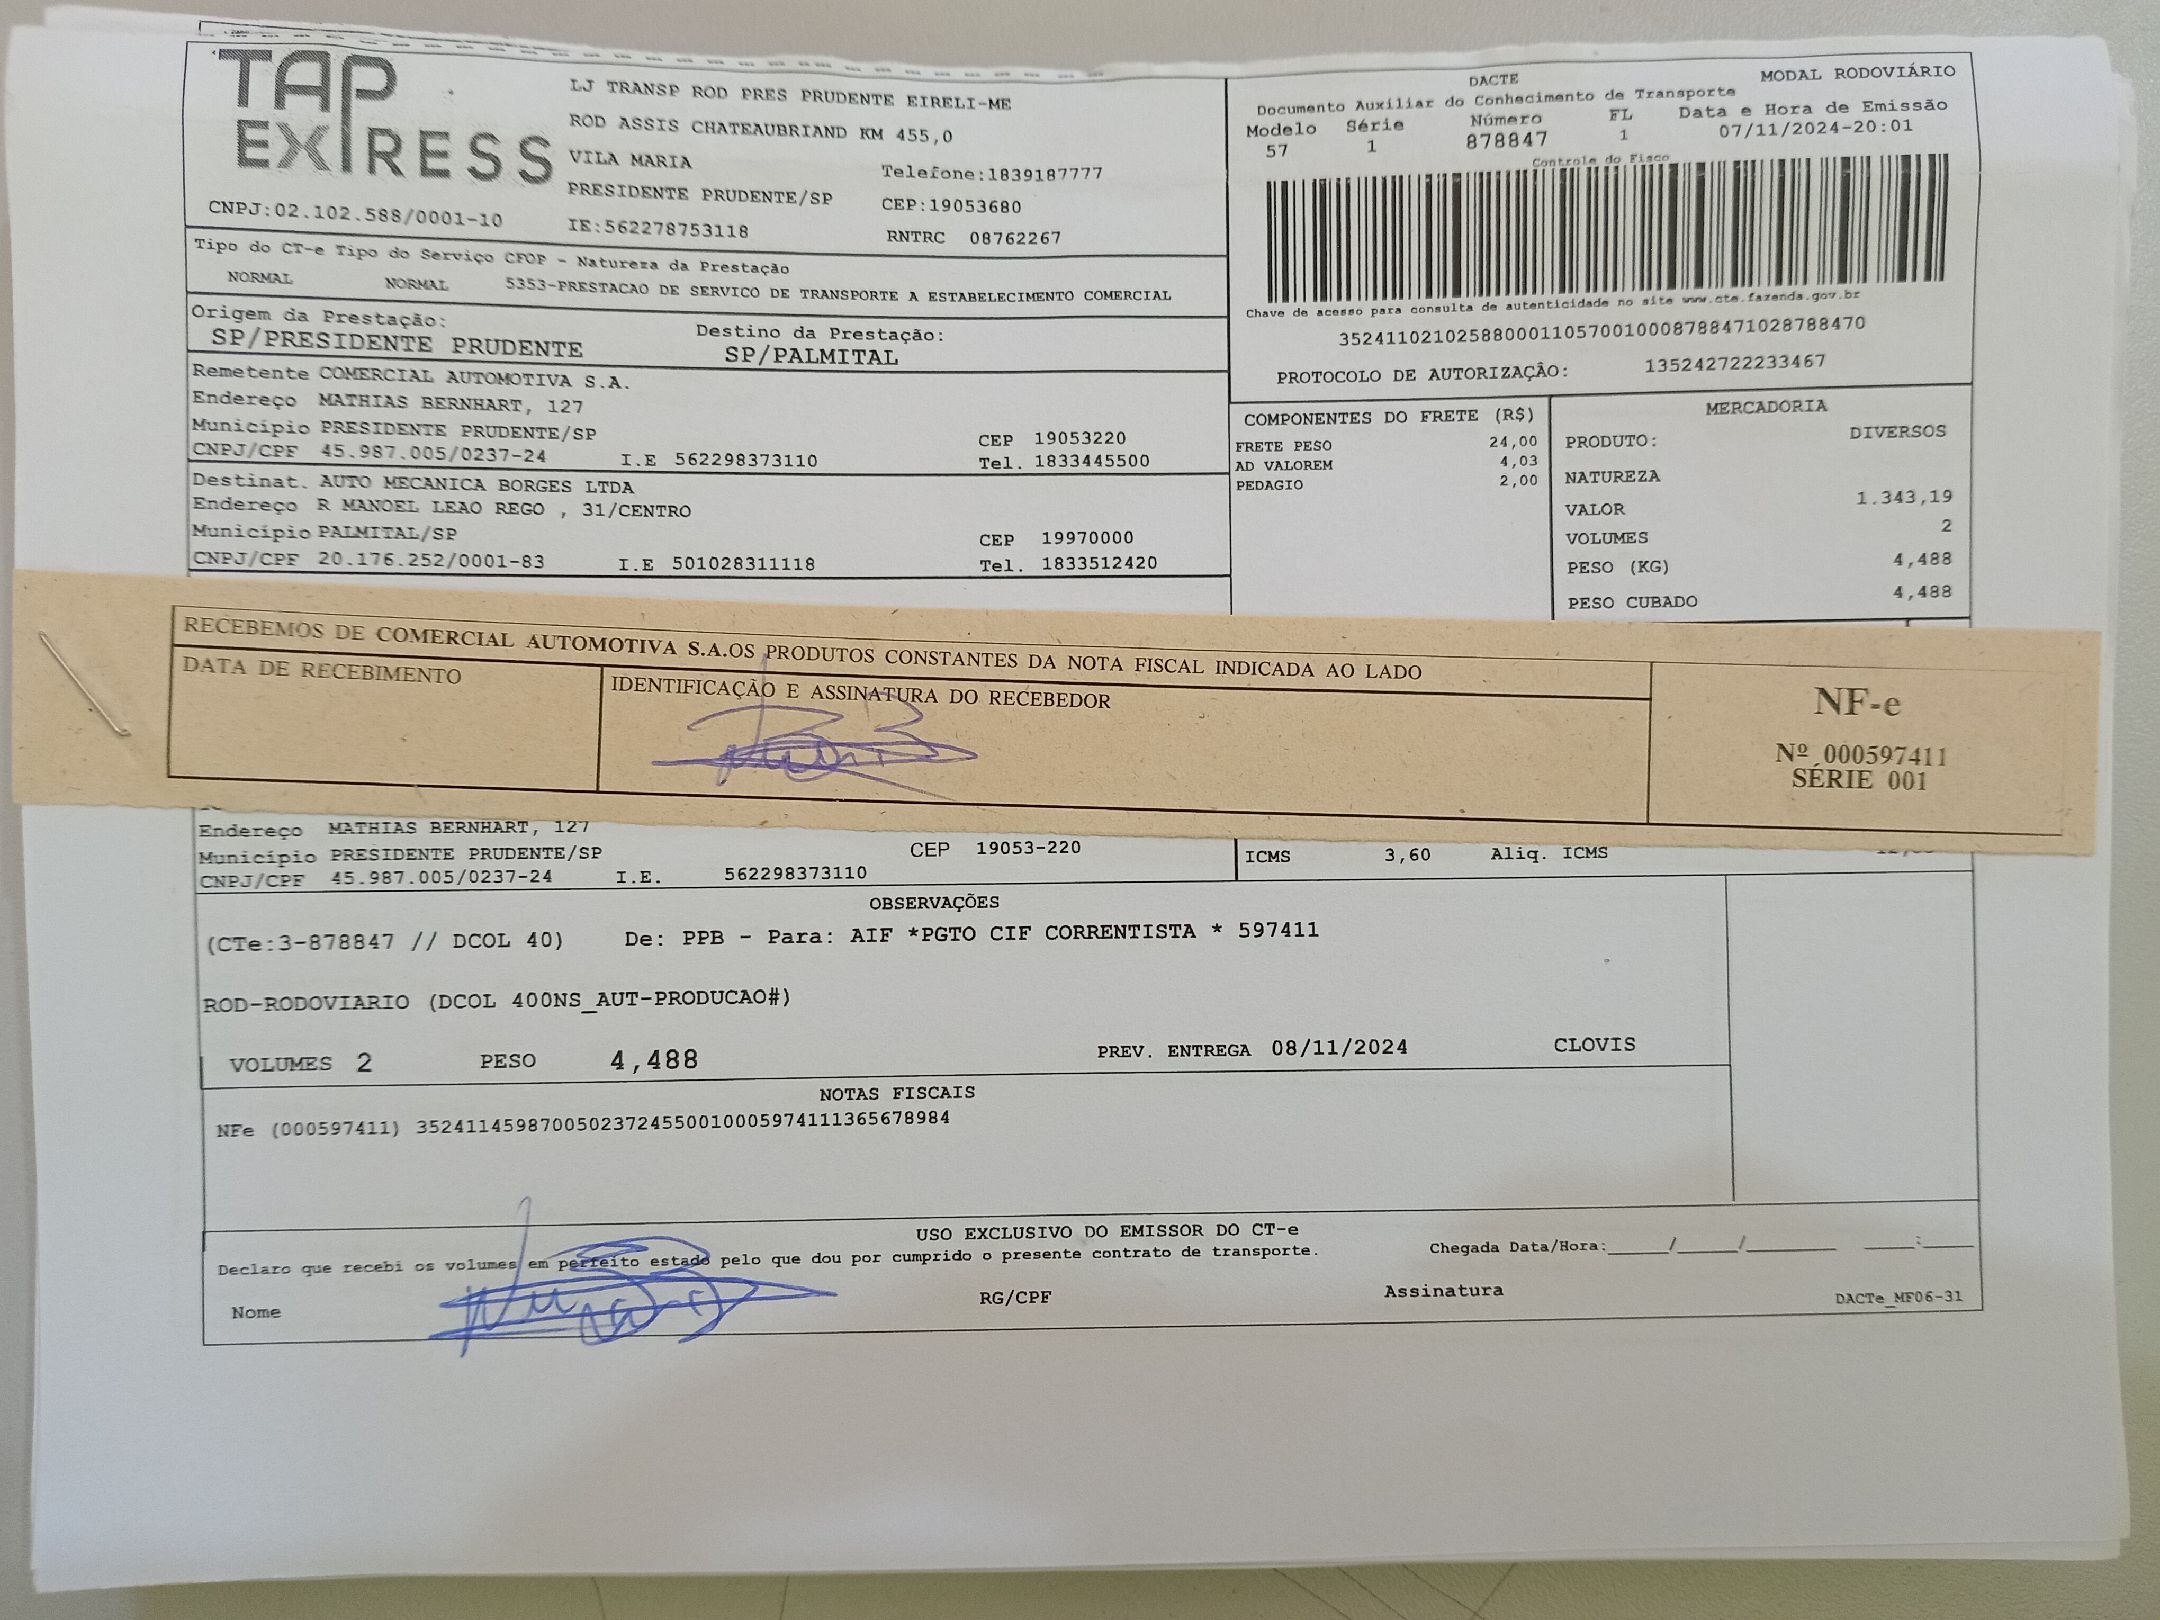 TAP
EXPRESS
LJ TRANSP ROD PRES PRUDENTE EIRELI-ME
ROD ASSIS CHATEAUBRIAND KM 455,0
VILA MARIA
Telefone:1839187777
PRESIDENTE PRUDENTE/SP
CEP:19053680
CNPJ:02.102.588/0001-10
IE:562278753118
RNTRC 08762267
DACTE
MODAL RODOVIÁRIO
Documento Auxiliar do Conhecimento de Transporte
Modelo Série Número FL Data e Hora de Emissão
57 1 878847 1 07/11/2024-20:01
Controle do Fisco
Chave de acesso para consulta de autenticidade no site www.cte.fazenda.gov.br
35241102102588000110570010008788471028788470
PROTOCOLO DE AUTORIZAÇÃO: 135242722233467
Tipo do CT-e Tipo do Serviço CFOP - Natureza da Prestação
NORMAL NORMAL 5353-PRESTACAO DE SERVICO DE TRANSPORTE A ESTABELECIMENTO COMERCIAL
Origem da Prestação: Destino da Prestação:
SP/PRESIDENTE PRUDENTE SP/PALMITAL
Remetente COMERCIAL AUTOMOTIVA S.A.
Endereço MATHIAS BERNHART, 127
Município PRESIDENTE PRUDENTE/SP CEP 19053220
CNPJ/CPF 45.987.005/0237-24 I.E 562298373110 Tel. 1833445500
Destinat. AUTO MECANICA BORGES LTDA
Endereço R MANOEL LEAO REGO , 31/CENTRO
Município PALMITAL/SP CEP 19970000
CNPJ/CPF 20.176.252/0001-83 I.E 501028311118 Tel. 1833512420
COMPONENTES DO FRETE (R$)
FRETE PESO 24,00
AD VALOREM 4,03
PEDAGIO 2,00
MERCADORIA
PRODUTO: DIVERSOS
NATUREZA
VALOR 1.343,19
VOLUMES 2
PESO (KG) 4,488
PESO CUBADO 4,488
RECEBEMOS DE COMERCIAL AUTOMOTIVA S.A.OS PRODUTOS CONSTANTES DA NOTA FISCAL INDICADA AO LADO
DATA DE RECEBIMENTO
IDENTIFICAÇÃO E ASSINATURA DO RECEBEDOR
NF-e
Nº 000597411
SÉRIE 001
Endereço MATHIAS BERNHART, 127
Município PRESIDENTE PRUDENTE/SP CEP 19053-220
CNPJ/CPF 45.987.005/0237-24 I.E. 562298373110
ICMS 3,60 Aliq. ICMS
OBSERVAÇÕES
(CTe:3-878847 // DCOL 40) De: PPB - Para: AIF *PGTO CIF CORRENTISTA * 597411
ROD-RODOVIARIO (DCOL 400NS_AUT-PRODUCAO#)
VOLUMES 2 PESO 4,488 PREV. ENTREGA 08/11/2024 CLOVIS
NOTAS FISCAIS
NFe (000597411) 35241145987005023724550010005974111365678984
USO EXCLUSIVO DO EMISSOR DO CT-e
Declaro que recebi os volumes em perfeito estado pelo que dou por cumprido o presente contrato de transporte.
Chegada Data/Hora:_____/_____/________ _____:_____
Nome RG/CPF Assinatura
DACTe_MF06-31